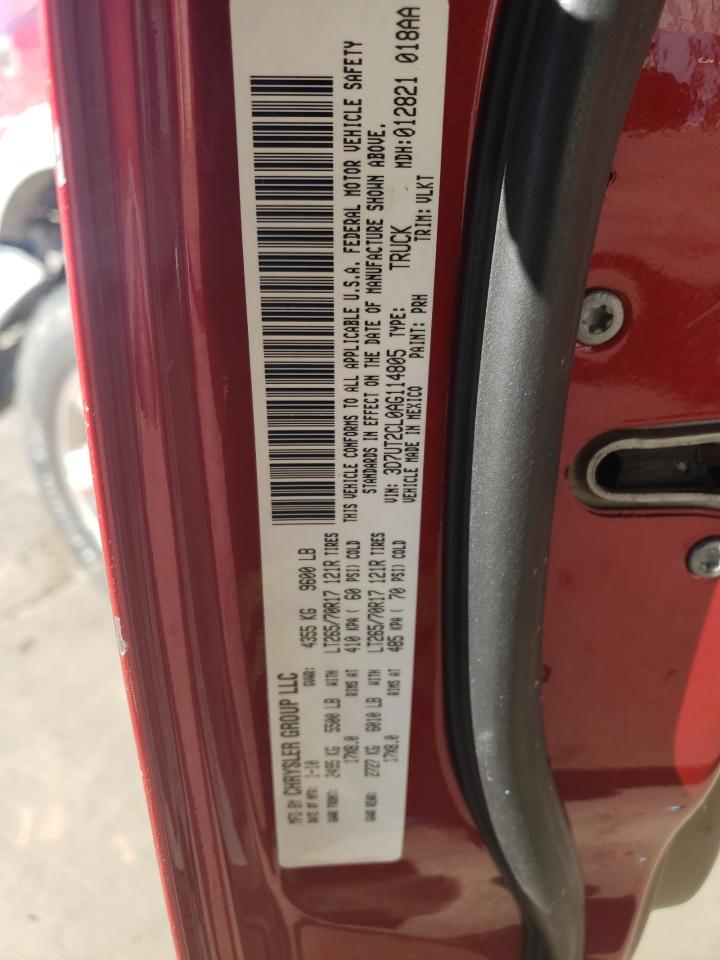 MFD BY CHRYSLER GROUP LLC
DATE OF MFR: 1-10 GVWR: 4355 KG 9600 LB
GAWR FRONT: 2495 KG 5500 LB WITH LT265/70R17 121R TIRES
17X8.0 RIMS AT 410 KPA ( 60 PSI) COLD
GAWR REAR: 2727 KG 6010 LB WITH LT265/70R17 121R TIRES
17X8.0 RIMS AT 485 KPA ( 70 PSI) COLD
THIS VEHICLE CONFORMS TO ALL APPLICABLE U.S.A. FEDERAL MOTOR VEHICLE SAFETY
STANDARDS IN EFFECT ON THE DATE OF MANUFACTURE SHOWN ABOVE.
VIN: 3D7UT2CL0AG114805 TYPE: TRUCK MDH:012821 018AA
VEHICLE MADE IN MEXICO PAINT: PRH TRIM: VLKT